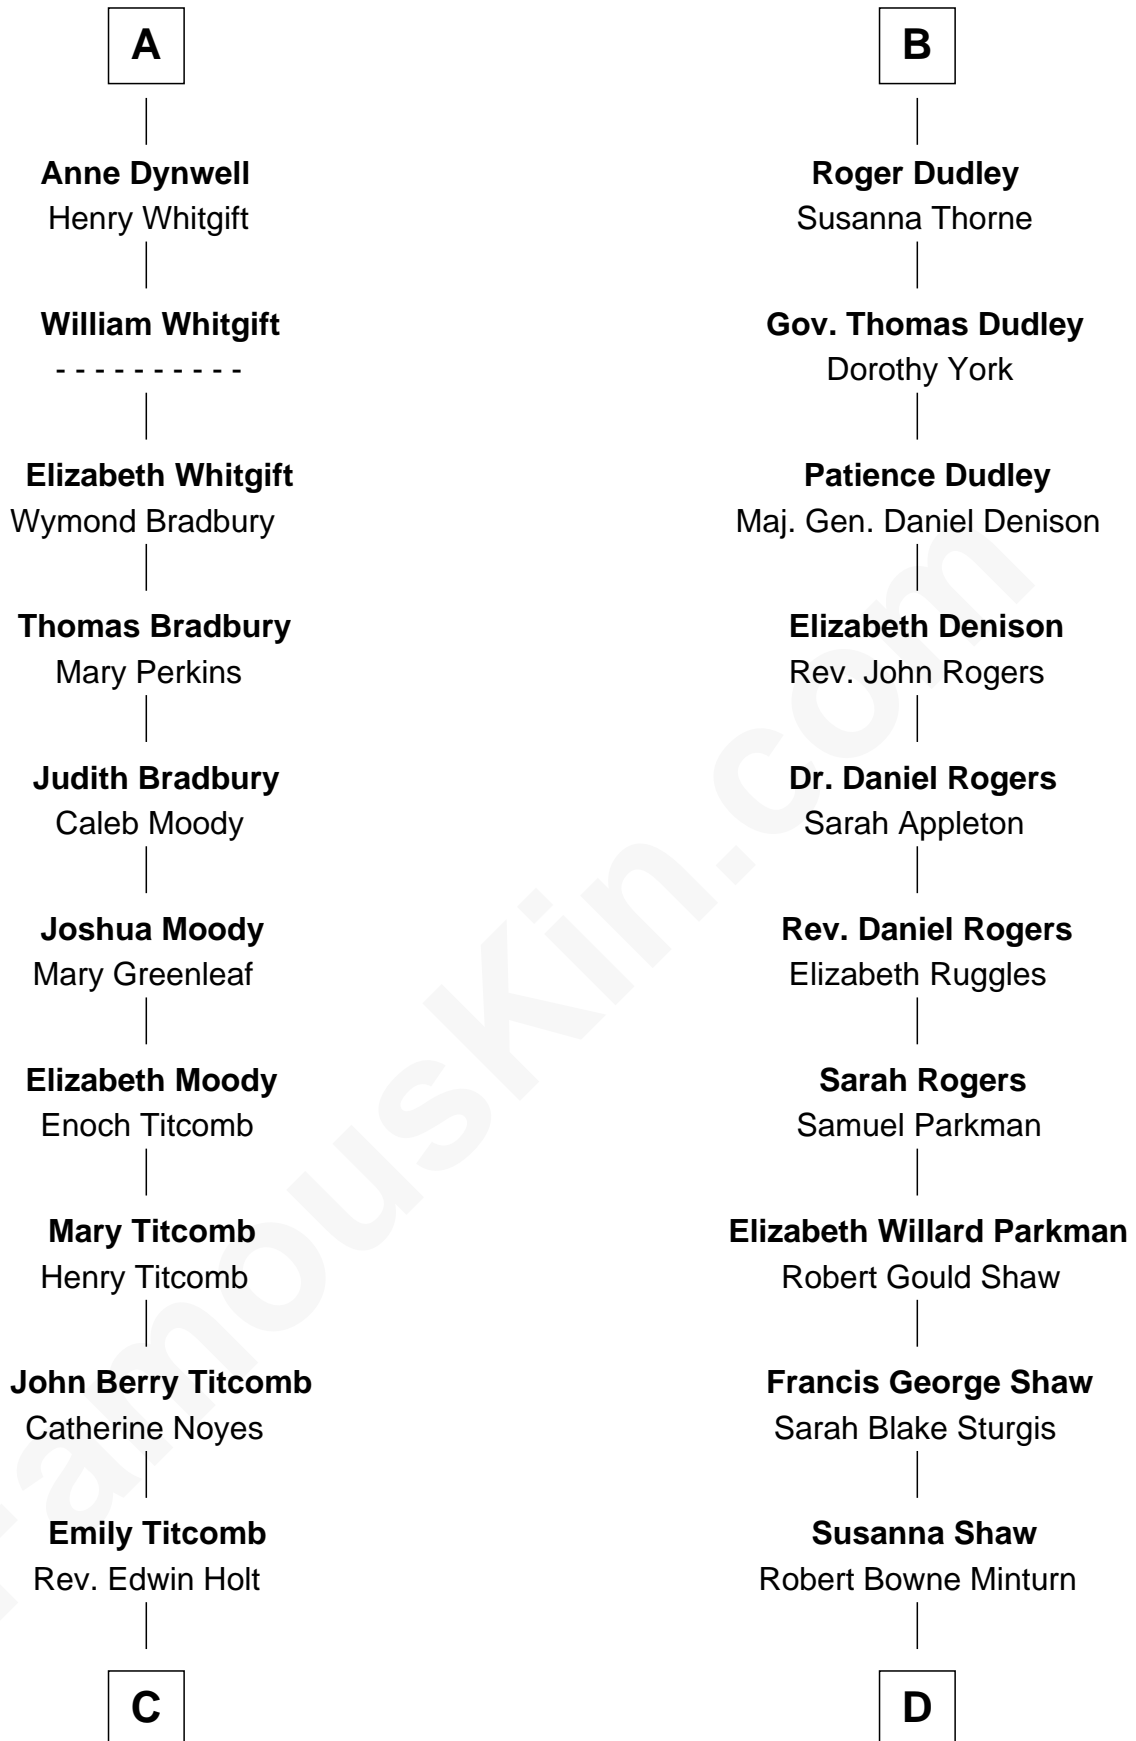 A
Anne Dynwell
Henry Whitgift
William Whitgift
- - - - - - - - - -
Elizabeth Whitgift
Wymond Bradbury
Thomas Bradbury
Mary Perkins
Judith Bradbury
Caleb Moody
Joshua Moody
Mary Greenleaf
Elizabeth Moody
Enoch Titcomb
Mary Titcomb
Henry Titcomb
John Berry Titcomb
Catherine Noyes
Emily Titcomb
Rev. Edwin Holt
C
B
Roger Dudley
Susanna Thorne
Gov. Thomas Dudley
Dorothy York
Patience Dudley
Maj. Gen. Daniel Denison
Elizabeth Denison
Rev. John Rogers
Dr. Daniel Rogers
Sarah Appleton
Rev. Daniel Rogers
Elizabeth Ruggles
Sarah Rogers
Samuel Parkman
Elizabeth Willard Parkman
Robert Gould Shaw
Francis George Shaw
Sarah Blake Sturgis
Susanna Shaw
Robert Bowne Minturn
D
FamousKin.com